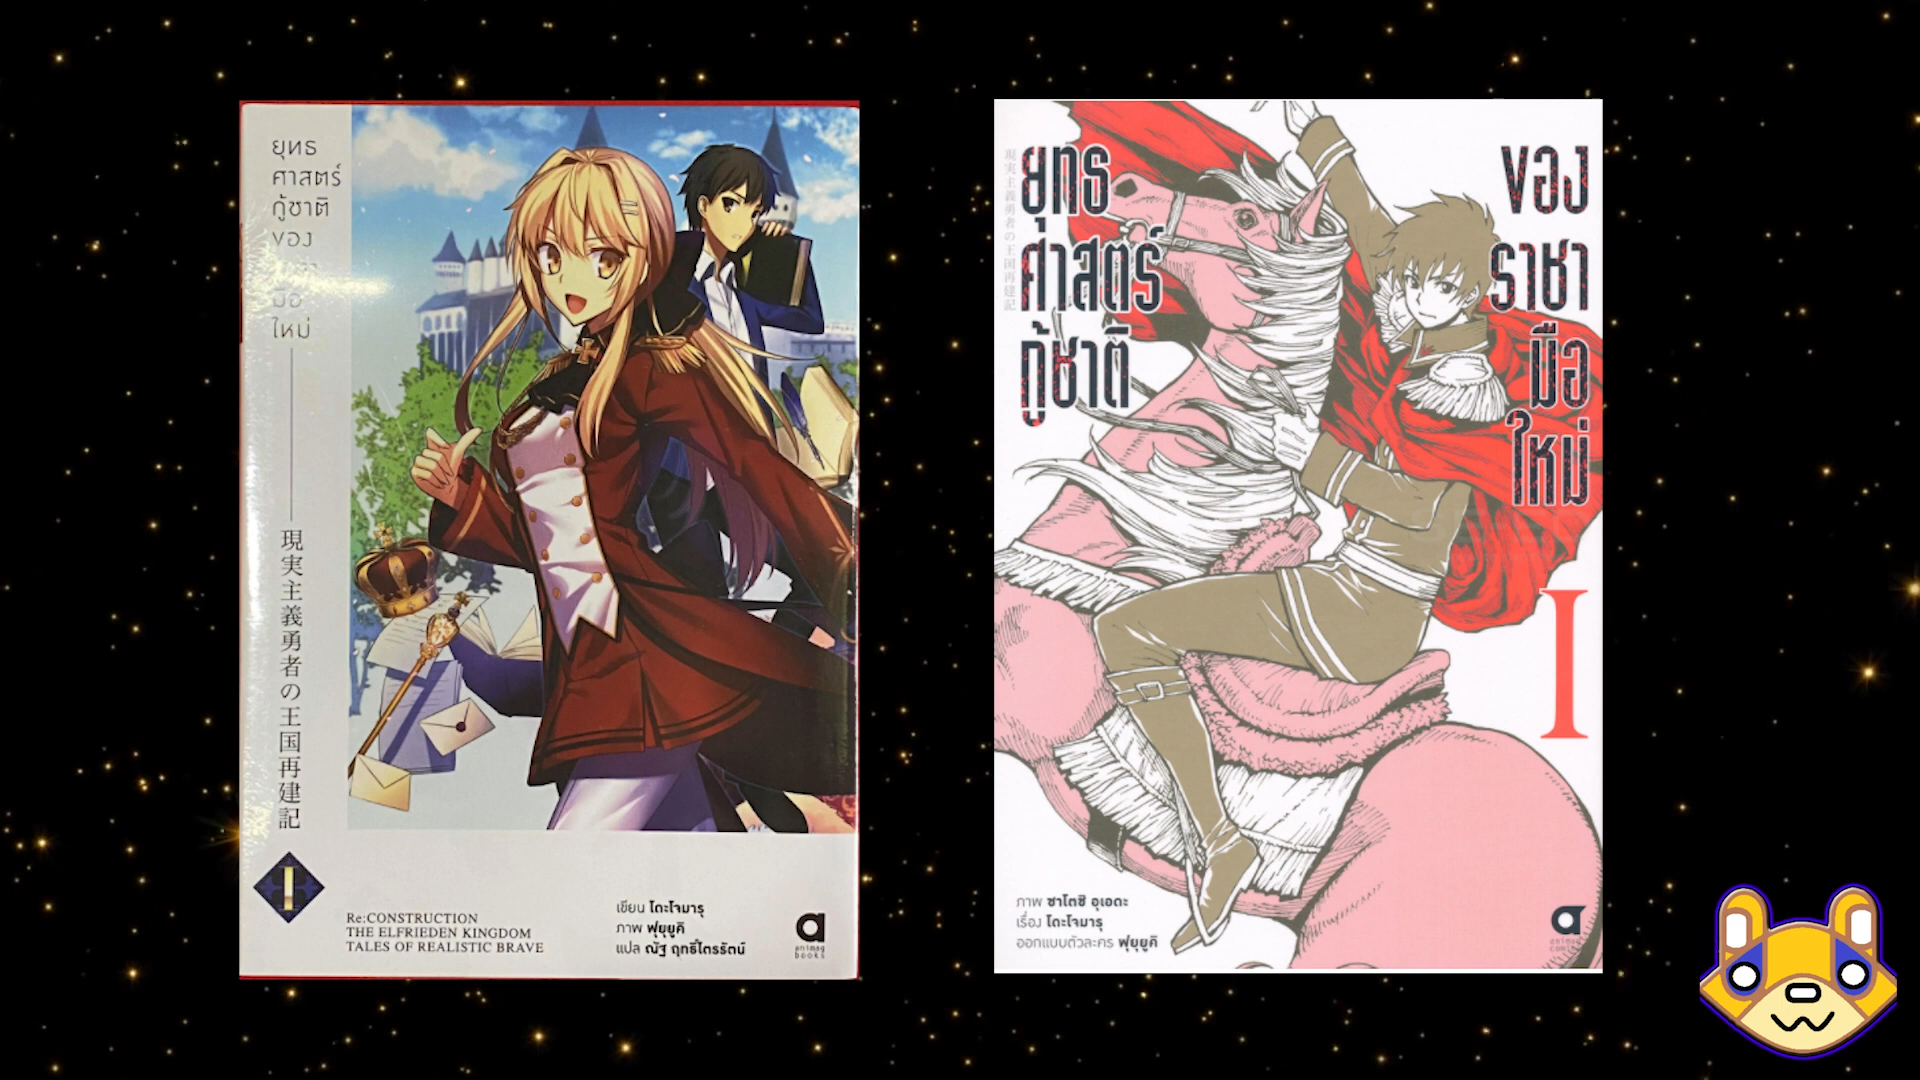 ยุทธ
ศาสตร์
กู้ชาติ
ของ
มือ
ใหม่
現実主義勇者の王国再建記
I
Re:CONSTRUCTION
THE ELFRIEDEN KINGDOM
TALES OF REALISTIC BRAVE
เขียน โดะโจมารุ
ภาพ ฟุยุยูคิ
แปล ณัฐ ฤทธิ์ไตรรัตน์
a
animag
books
現実主義勇者の王国再建記
ยุทธ
ศาสตร์
กู้ชาติ
ของ
ราชา
มือ
ใหม่
I
ภาพ ซาโตชิ อุเอดะ
เรื่อง โดะโจมารุ
ออกแบบตัวละคร ฟุยุยูคิ
a
animag
comics